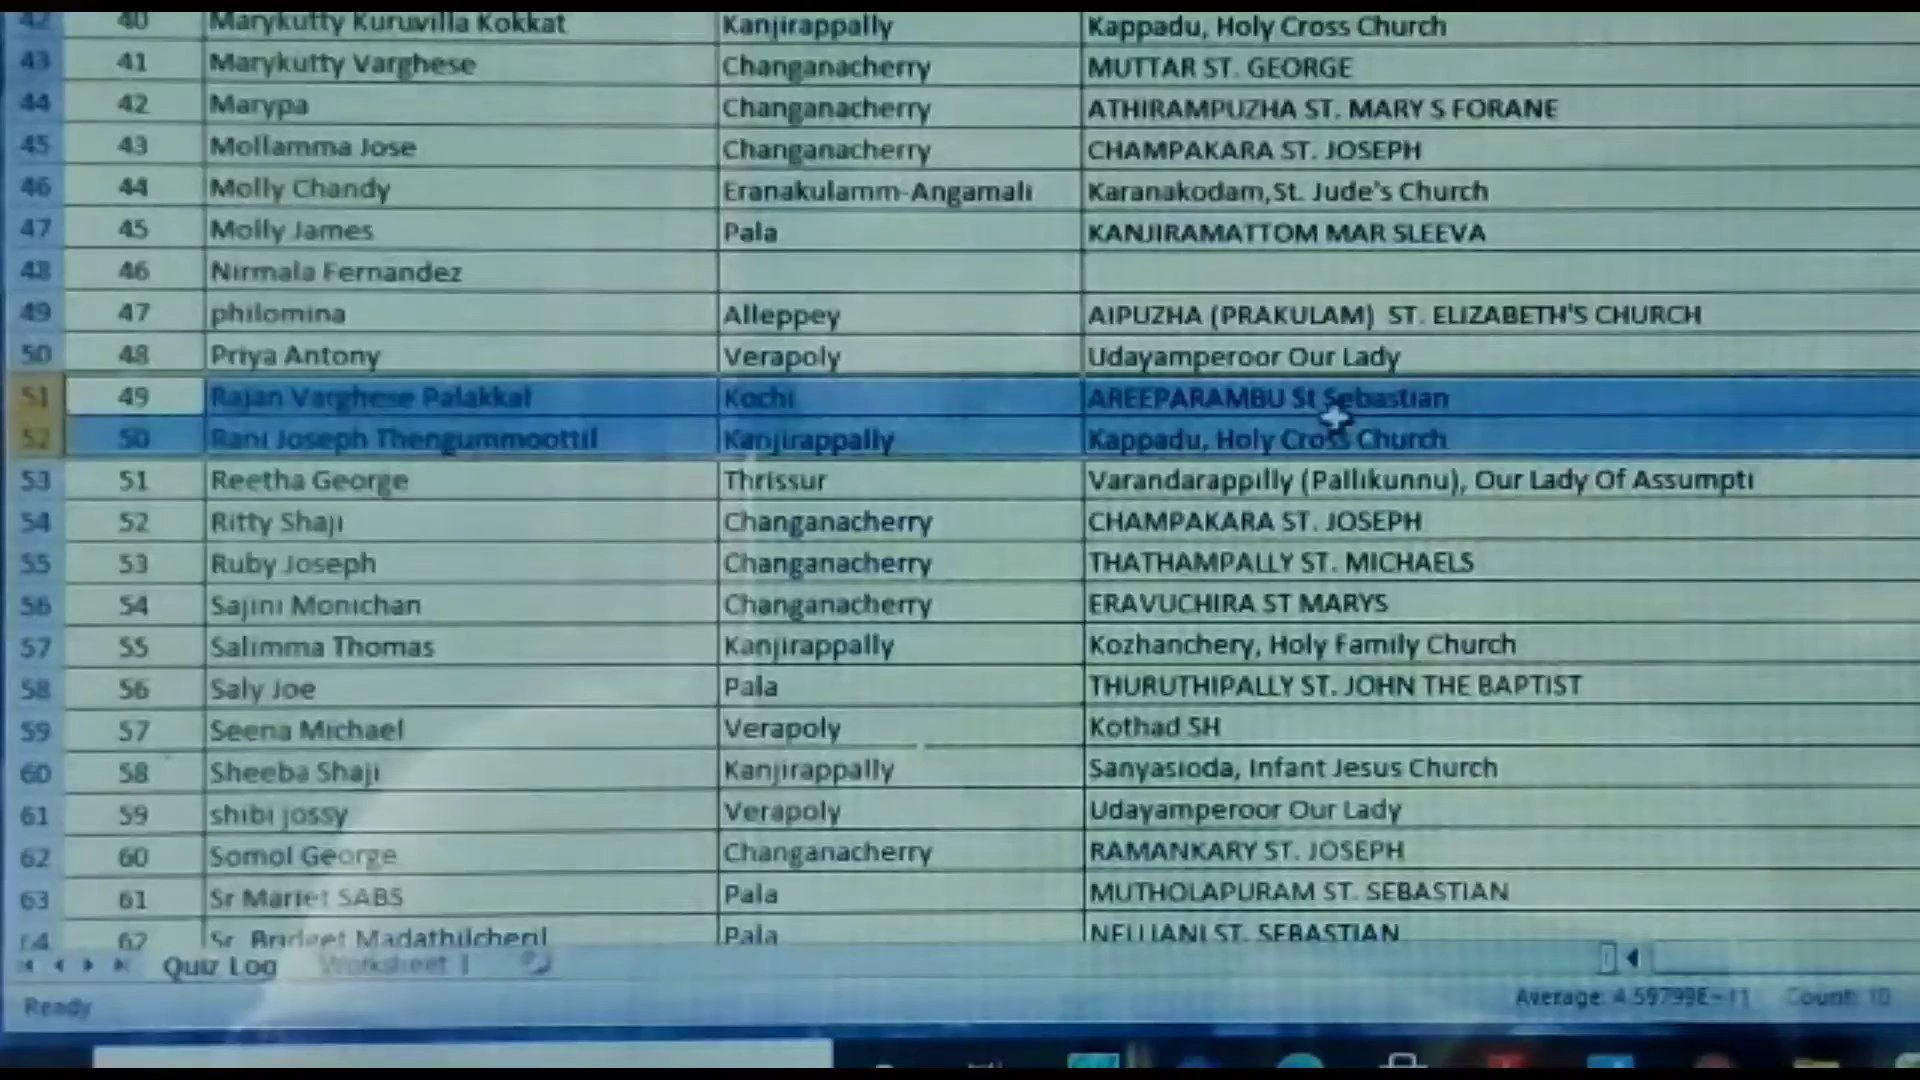 42 40 Marykutty Kuruvilla Kokkat Kanjirappally Kappadu, Holy Cross Church
43 41 Marykutty Varghese Changanacherry MUTTAR ST. GEORGE
44 42 Marypa Changanacherry ATHIRAMPUZHA ST. MARY S FORANE
45 43 Mollamma Jose Changanacherry CHAMPAKARA ST. JOSEPH
46 44 Molly Chandy Eranakulamm-Angamali Karanakodam,St. Jude's Church
47 45 Molly James Pala KANJIRAMATTOM MAR SLEEVA
48 46 Nirmala Fernandez
49 47 philomina Alleppey AIPUZHA (PRAKULAM) ST. ELIZABETH'S CHURCH
50 48 Priya Antony Verapoly Udayamperoor Our Lady
51 49 Rajan Varghese Palakkal Kochi AREEPARAMBU St Sebastian
52 50 Rani Joseph Thengummoottil Kanjirappally Kappadu, Holy Cross Church
53 51 Reetha George Thrissur Varandarappilly (Pallikunnu), Our Lady Of Assumpti
54 52 Ritty Shaji Changanacherry CHAMPAKARA ST. JOSEPH
55 53 Ruby Joseph Changanacherry THATHAMPALLY ST. MICHAELS
56 54 Sajini Monichan Changanacherry ERAVUCHIRA ST MARYS
57 55 Salimma Thomas Kanjirappally Kozhanchery, Holy Family Church
58 56 Saly Joe Pala THURUTHIPALLY ST. JOHN THE BAPTIST
59 57 Seena Michael Verapoly Kothad SH
60 58 Sheeba Shaji Kanjirappally Sanyasioda, Infant Jesus Church
61 59 shibi jossy Verapoly Udayamperoor Our Lady
62 60 Somol George Changanacherry RAMANKARY ST. JOSEPH
63 61 Sr Mariet SABS Pala MUTHOLAPURAM ST. SEBASTIAN
64 62 Sr. Bridget Madathilcheril Pala NELLIANI ST. SEBASTIAN
Quiz Log Worksheet 1
Ready Average: 4.59799E+11 Count: 10